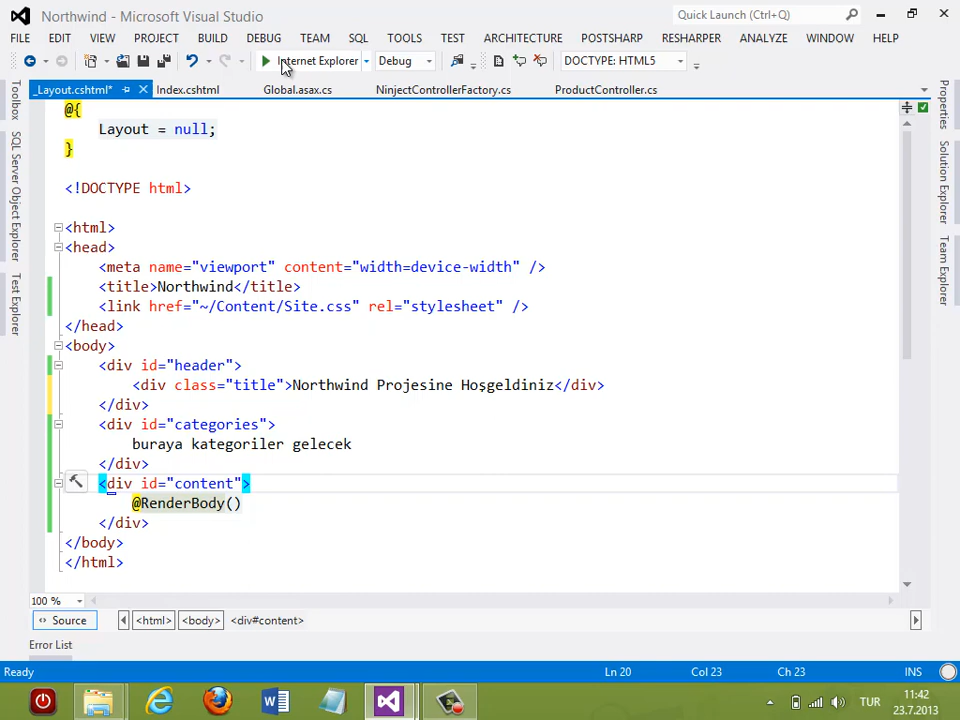 Northwind - Microsoft Visual Studio
Quick Launch (Ctrl+Q)
FILE EDIT VIEW PROJECT BUILD DEBUG TEAM SQL TOOLS TEST ARCHITECTURE POSTSHARP RESHARPER ANALYZE WINDOW HELP
Internet Explorer Debug DOCTYPE: HTML5
_Layout.cshtml* Index.cshtml Global.asax.cs NinjectControllerFactory.cs ProductController.cs
Toolbox
SQL Server Object Explorer
Test Explorer
@{
Layout = null;
}
<!DOCTYPE html>
<html>
<head>
<meta name="viewport" content="width=device-width" />
<title>Northwind</title>
<link href="~/Content/Site.css" rel="stylesheet" />
</head>
<body>
<div id="header">
<div class="title">Northwind Projesine Hoşgeldiniz</div>
</div>
<div id="categories">
buraya kategoriler gelecek
</div>
<div id="content">
@RenderBody()
</div>
</body>
</html>
Properties
Solution Explorer
Team Explorer
100 %
Source <html> <body> <div#content>
Error List
Ready Ln 20 Col 23 Ch 23 INS
TUR
11:42
23.7.2013